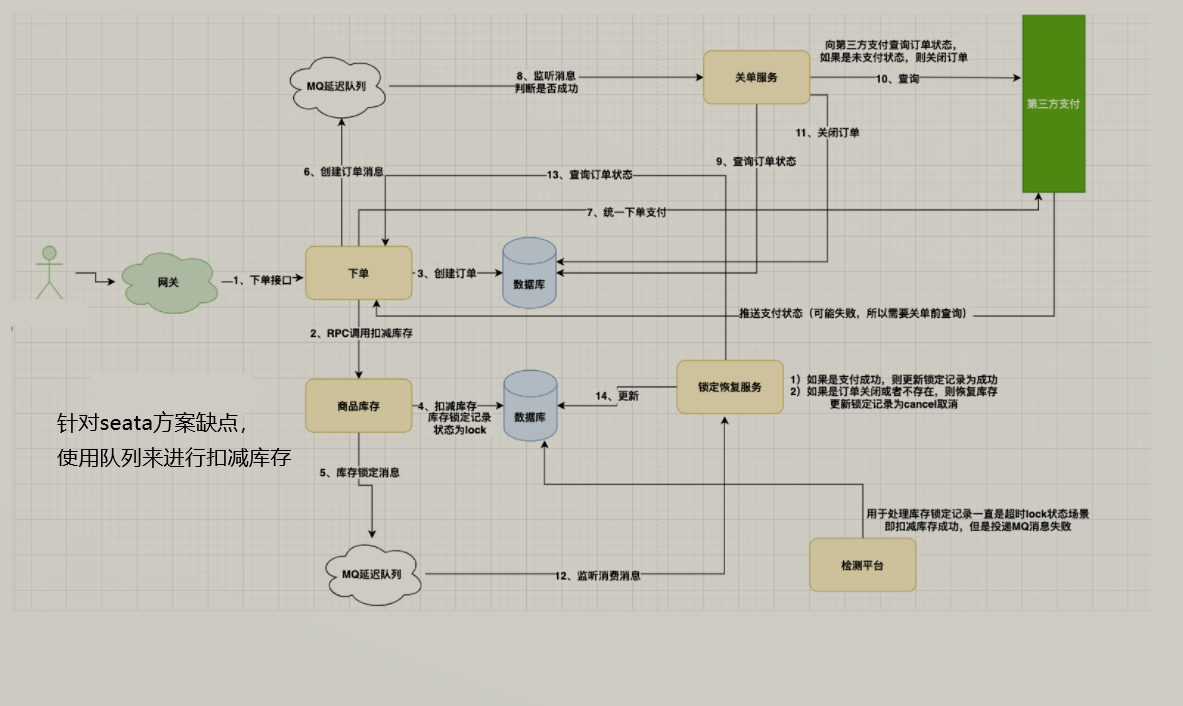 向第三方支付查询订单状态，
如果是未支付状态，则关闭订单
MQ延迟队列
8、监听消息
判断是否成功
关单服务
10、查询
第三方支付
11、关闭订单
9、查询订单状态
6、创建订单消息
13、查询订单状态
7、统一下单支付
网关
1、下单接口
下单
3、创建订单
数据库
推送支付状态（可能失败，所以需要关单前查询）
2、RPC调用扣减库存
商品库存
4、扣减库存
库存锁定记录
状态为lock
数据库
14、更新
锁定恢复服务
1）如果是支付成功，则更新锁定记录为成功
2）如果是订单关闭或者不存在，则恢复库存
更新锁定记录为cancel取消
针对seata方案缺点，
使用队列来进行扣减库存
5、库存锁定消息
用于处理库存锁定记录一直是超时lock状态场景
即扣减库存成功，但是投递MQ消息失败
MQ延迟队列
12、监听消费消息
检测平台